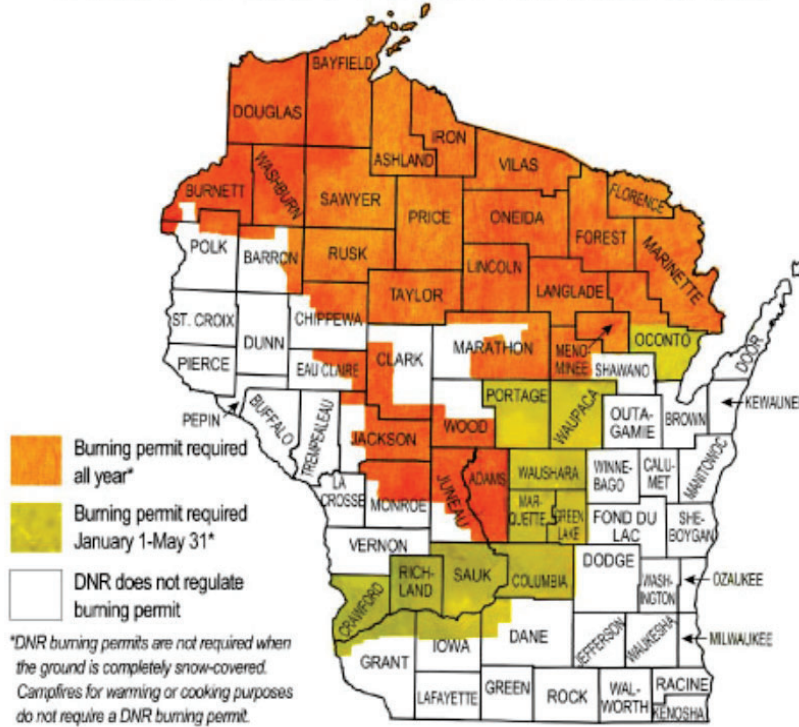 BAYFIELD
DOUGLAS
IRON
ASHLAND
VILAS
BURNETT
WASHBURN
SAWYER
PRICE
ONEIDA
FLORENCE
FOREST
MARINETTE
POLK
BARRON
RUSK
LINCOLN
LANGLADE
TAYLOR
ST. CROIX
CHIPPEWA
OCONTO
DUNN
CLARK
MARATHON
MENO-
MINEE
SHAWANO
DOOR
PIERCE
EAU CLAIRE
PEPIN
BUFFALO
TREMPEALEAU
JACKSON
WOOD
PORTAGE
WAUPACA
OUTA-
GAMIE
BROWN
KEWAUNEE
Burning permit required
all year*
LA
CROSSE
MONROE
JUNEAU
ADAMS
WAUSHARA
WINNE-
BAGO
CALU-
MET
MANITOWOC
MAR-
QUETTE
GREEN
LAKE
Burning permit required
January 1-May 31*
FOND DU
LAC
SHE-
BOYGAN
VERNON
DNR does not regulate
burning permit
CRAWFORD
RICH-
LAND
SAUK
COLUMBIA
DODGE
WASH-
INGTON
OZAUKEE
*DNR burning permits are not required when
the ground is completely snow-covered.
Campfires for warming or cooking purposes
do not require a DNR burning permit.
GRANT
IOWA
DANE
JEFFERSON
WAUKESHA
MILWAUKEE
LAFAYETTE
GREEN
ROCK
WAL-
WORTH
RACINE
KENOSHA